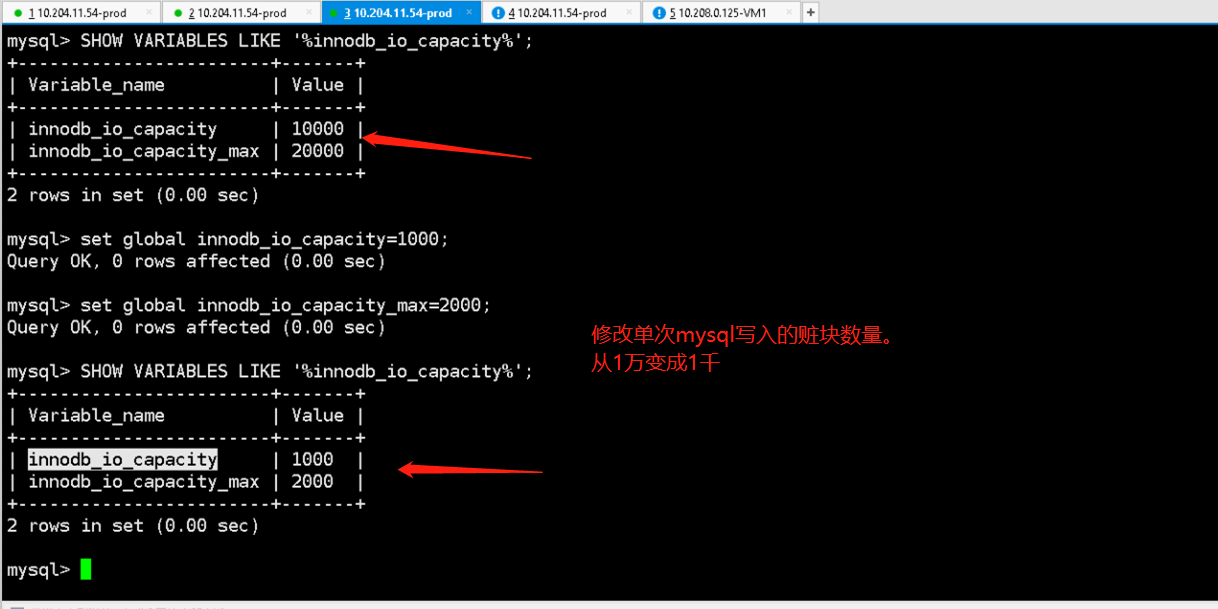 1 10.204.11.54-prod × 2 10.204.11.54-prod × 3 10.204.11.54-prod × 4 10.204.11.54-prod × 5 10.208.0.125-VM1 × +
mysql> SHOW VARIABLES LIKE '%innodb_io_capacity%';
+-------------------------+-------+
| Variable_name | Value |
+-------------------------+-------+
| innodb_io_capacity | 10000 |
| innodb_io_capacity_max | 20000 |
+-------------------------+-------+
2 rows in set (0.00 sec)
mysql> set global innodb_io_capacity=1000;
Query OK, 0 rows affected (0.00 sec)
mysql> set global innodb_io_capacity_max=2000;
Query OK, 0 rows affected (0.00 sec)
修改单次mysql写入的赃块数量。
从1万变成1千
mysql> SHOW VARIABLES LIKE '%innodb_io_capacity%';
+-------------------------+-------+
| Variable_name | Value |
+-------------------------+-------+
| innodb_io_capacity | 1000 |
| innodb_io_capacity_max | 2000 |
+-------------------------+-------+
2 rows in set (0.00 sec)
mysql>